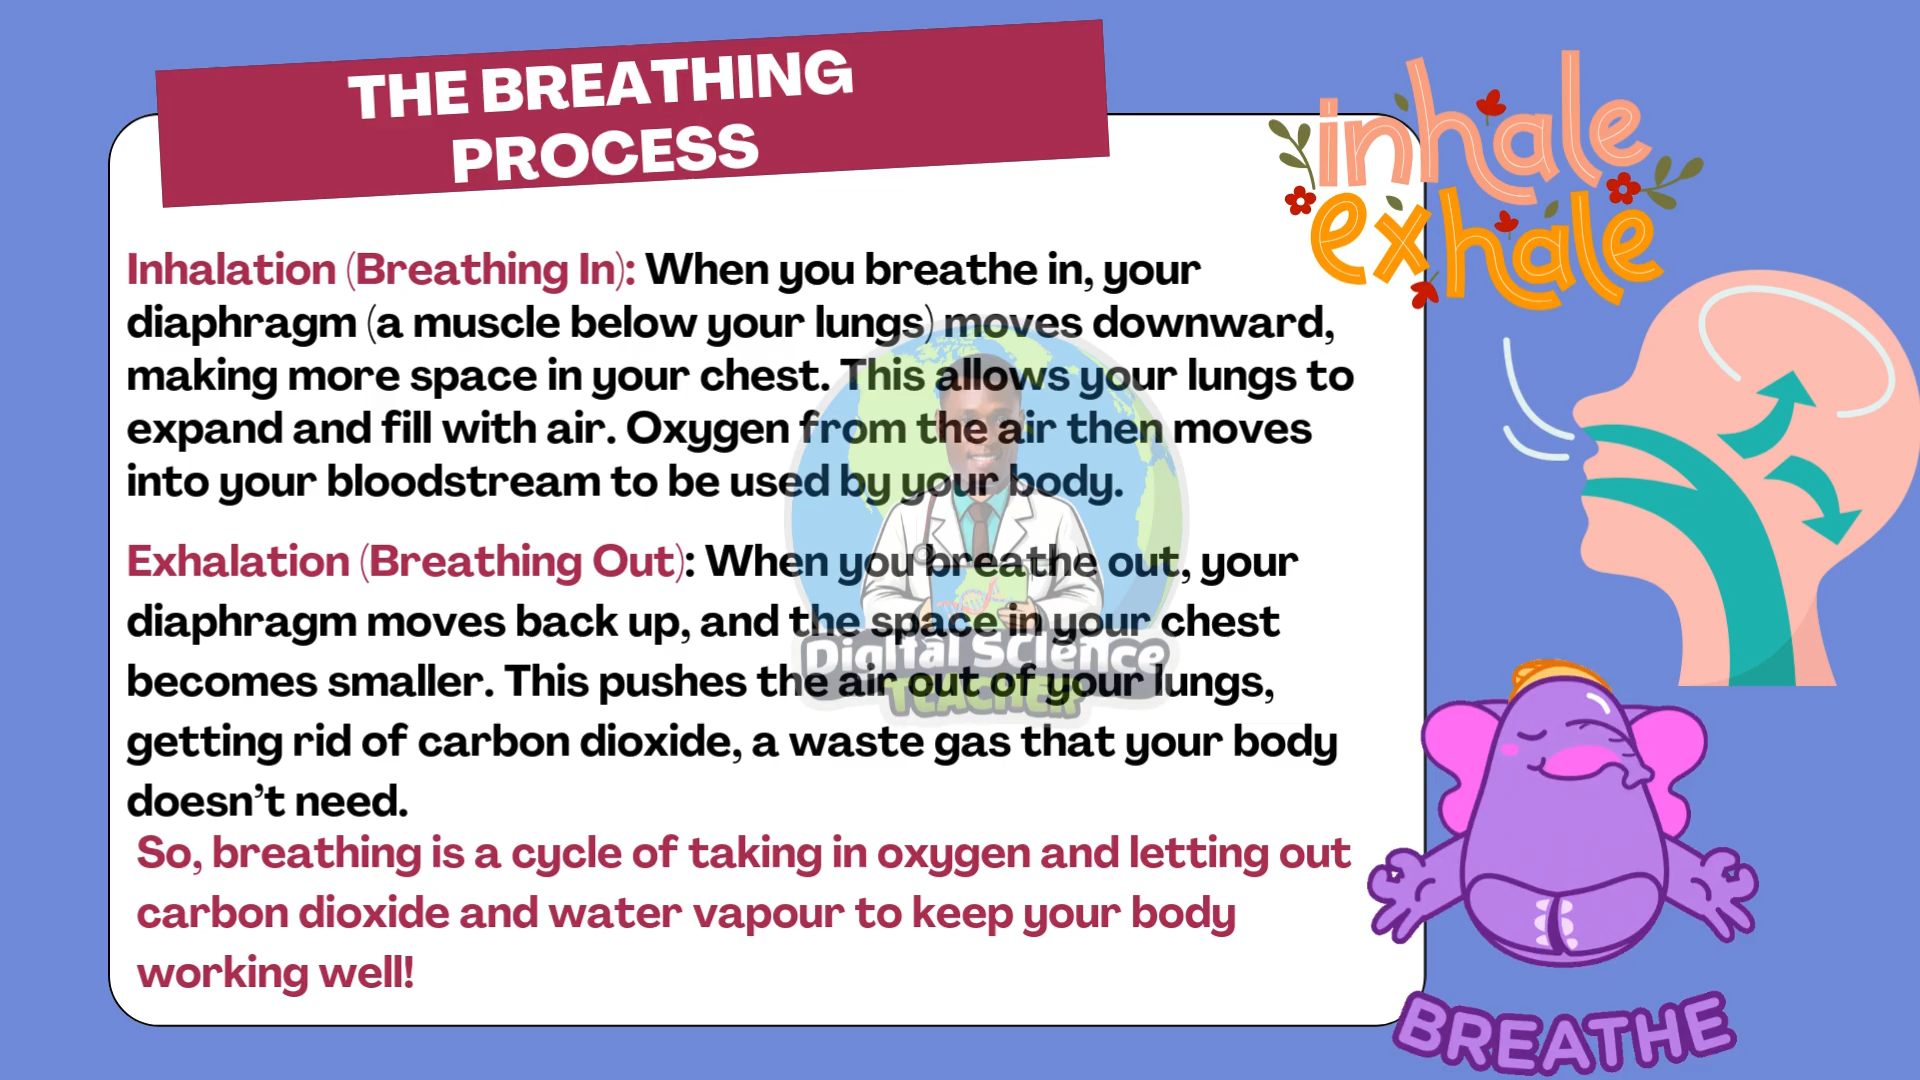 THE BREATHING
PROCESS
inhale
exhale
Inhalation (Breathing In): When you breathe in, your
diaphragm (a muscle below your lungs) moves downward,
making more space in your chest. This allows your lungs to
expand and fill with air. Oxygen from the air then moves
into your bloodstream to be used by your body.
Exhalation (Breathing Out): When you breathe out, your
diaphragm moves back up, and the space in your chest
becomes smaller. This pushes the air out of your lungs,
getting rid of carbon dioxide, a waste gas that your body
doesn't need.
So, breathing is a cycle of taking in oxygen and letting out
carbon dioxide and water vapour to keep your body
working well!
Digital Science
TEACHER
BREATHE